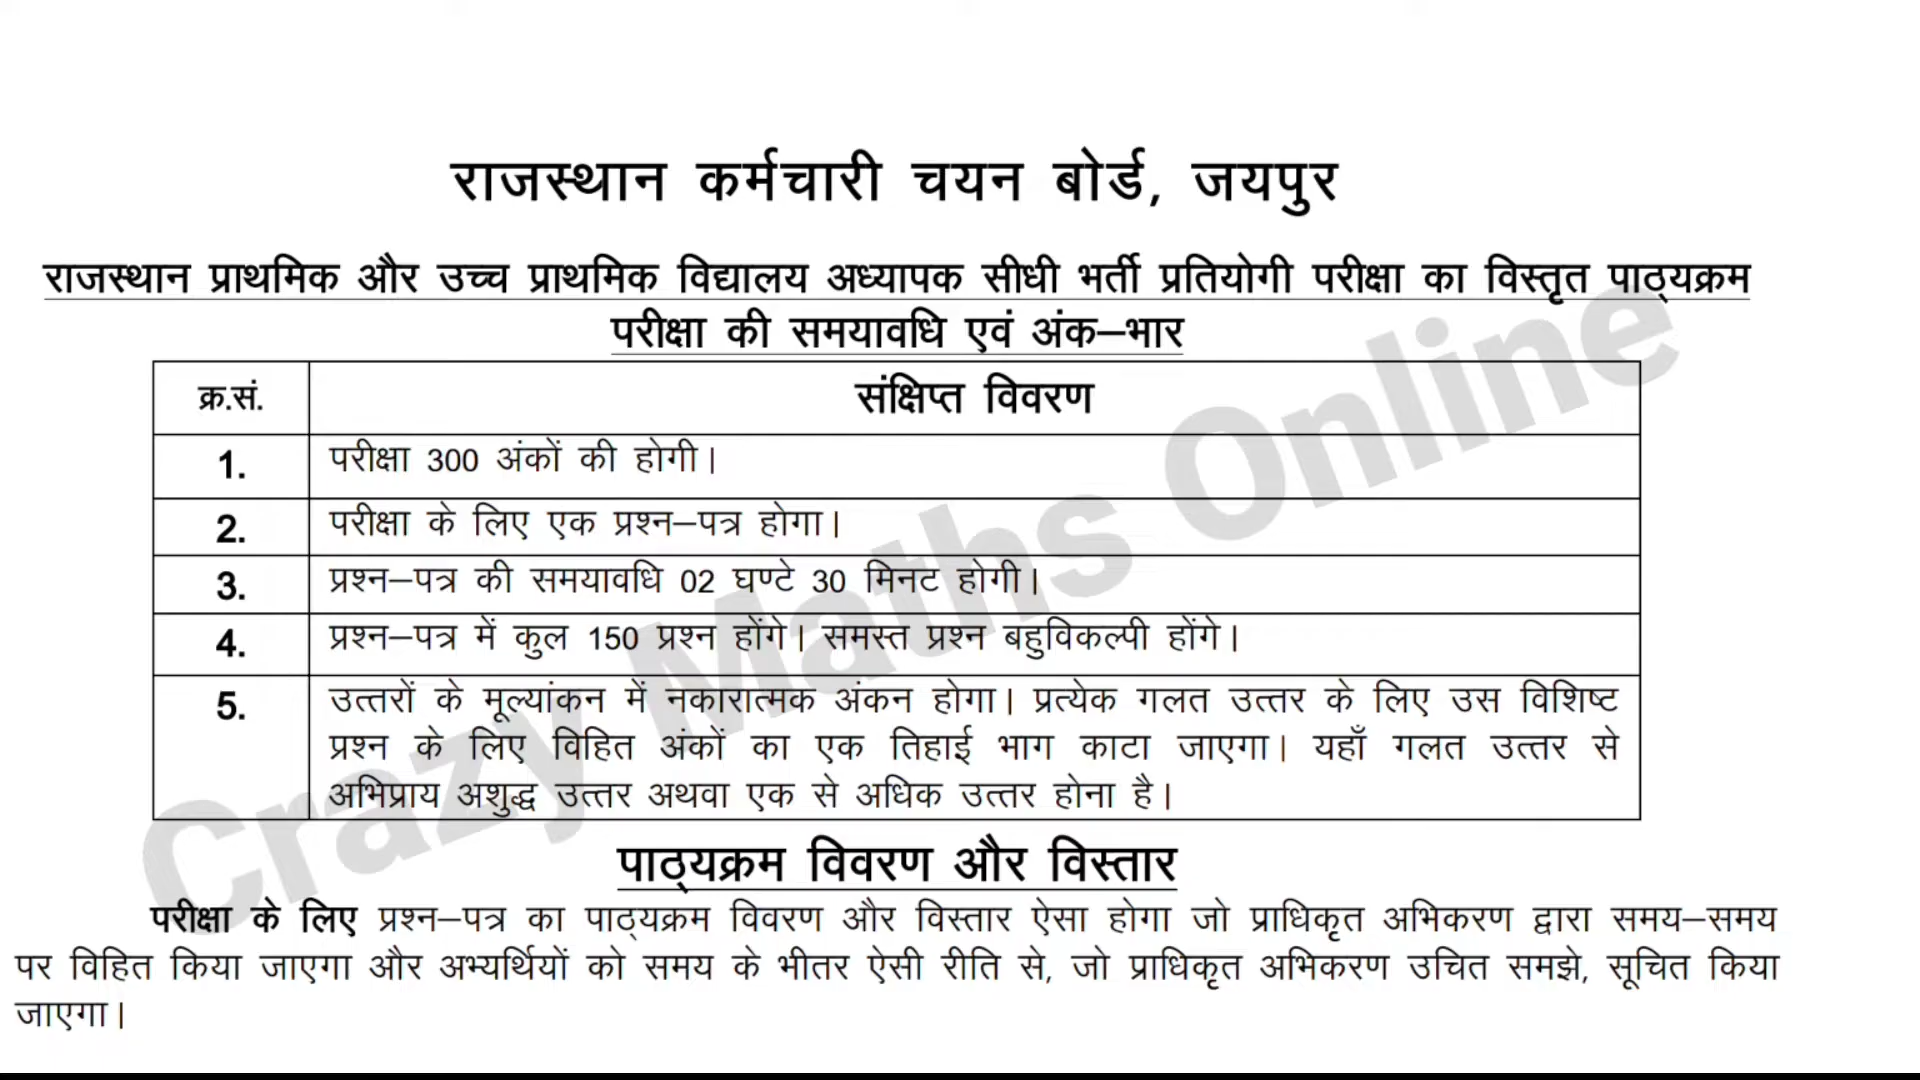 राजस्थान कर्मचारी चयन बोर्ड, जयपुर
राजस्थान प्राथमिक और उच्च प्राथमिक विद्यालय अध्यापक सीधी भर्ती प्रतियोगी परीक्षा का विस्तृत पाठ्यक्रम
परीक्षा की समयावधि एवं अंक–भार
क्र.सं. संक्षिप्त विवरण
1. परीक्षा 300 अंकों की होगी।
2. परीक्षा के लिए एक प्रश्न–पत्र होगा।
3. प्रश्न–पत्र की समयावधि 02 घण्टे 30 मिनट होगी।
4. प्रश्न–पत्र में कुल 150 प्रश्न होंगे। समस्त प्रश्न बहुविकल्पी होंगे।
5. उत्तरों के मूल्यांकन में नकारात्मक अंकन होगा। प्रत्येक गलत उत्तर के लिए उस विशिष्ट
प्रश्न के लिए विहित अंकों का एक तिहाई भाग काटा जाएगा। यहाँ गलत उत्तर से
अभिप्राय अशुद्ध उत्तर अथवा एक से अधिक उत्तर होना है।
पाठ्यक्रम विवरण और विस्तार
परीक्षा के लिए प्रश्न–पत्र का पाठ्यक्रम विवरण और विस्तार ऐसा होगा जो प्राधिकृत अभिकरण द्वारा समय–समय
पर विहित किया जाएगा और अभ्यर्थियों को समय के भीतर ऐसी रीति से, जो प्राधिकृत अभिकरण उचित समझे, सूचित किया
जाएगा।
Crazy Maths Online